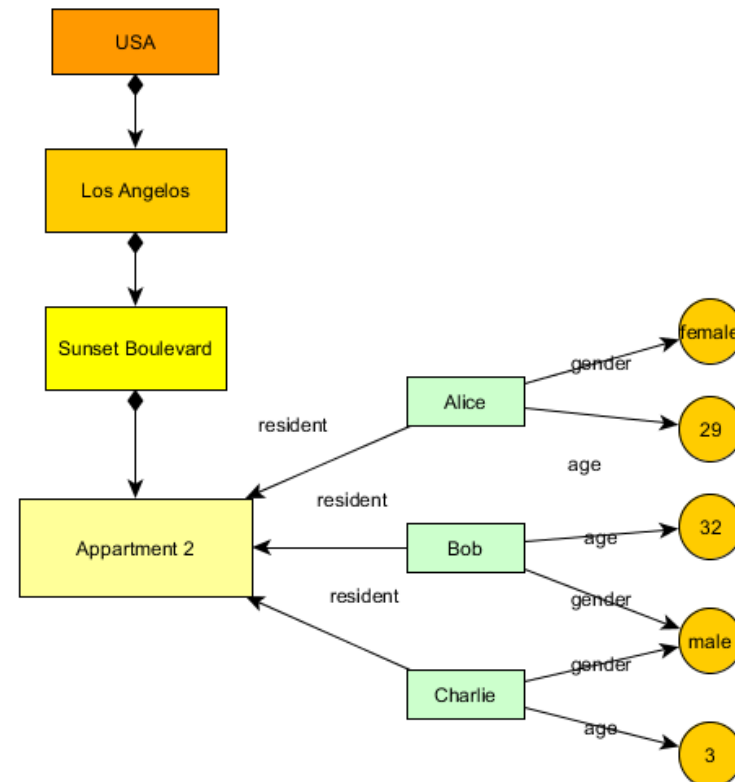 USA
Los Angelos
Sunset Boulevard
female
gender
Alice
29
resident
age
resident
32
age
Appartment 2
Bob
resident
gender
male
gender
Charlie
age
3